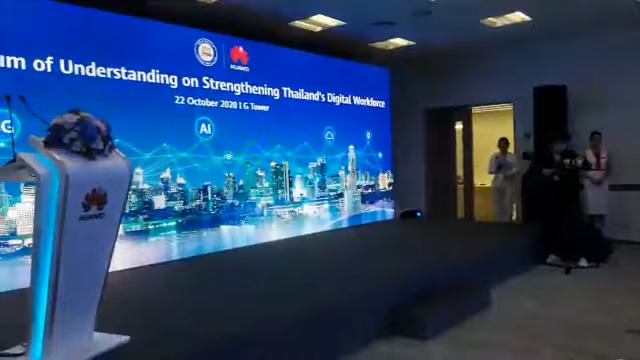 HUAWEI
um of Understanding on Strengthening Thailand's Digital Workforce
22 October 2020 | G Tower
AI
HUAWEI